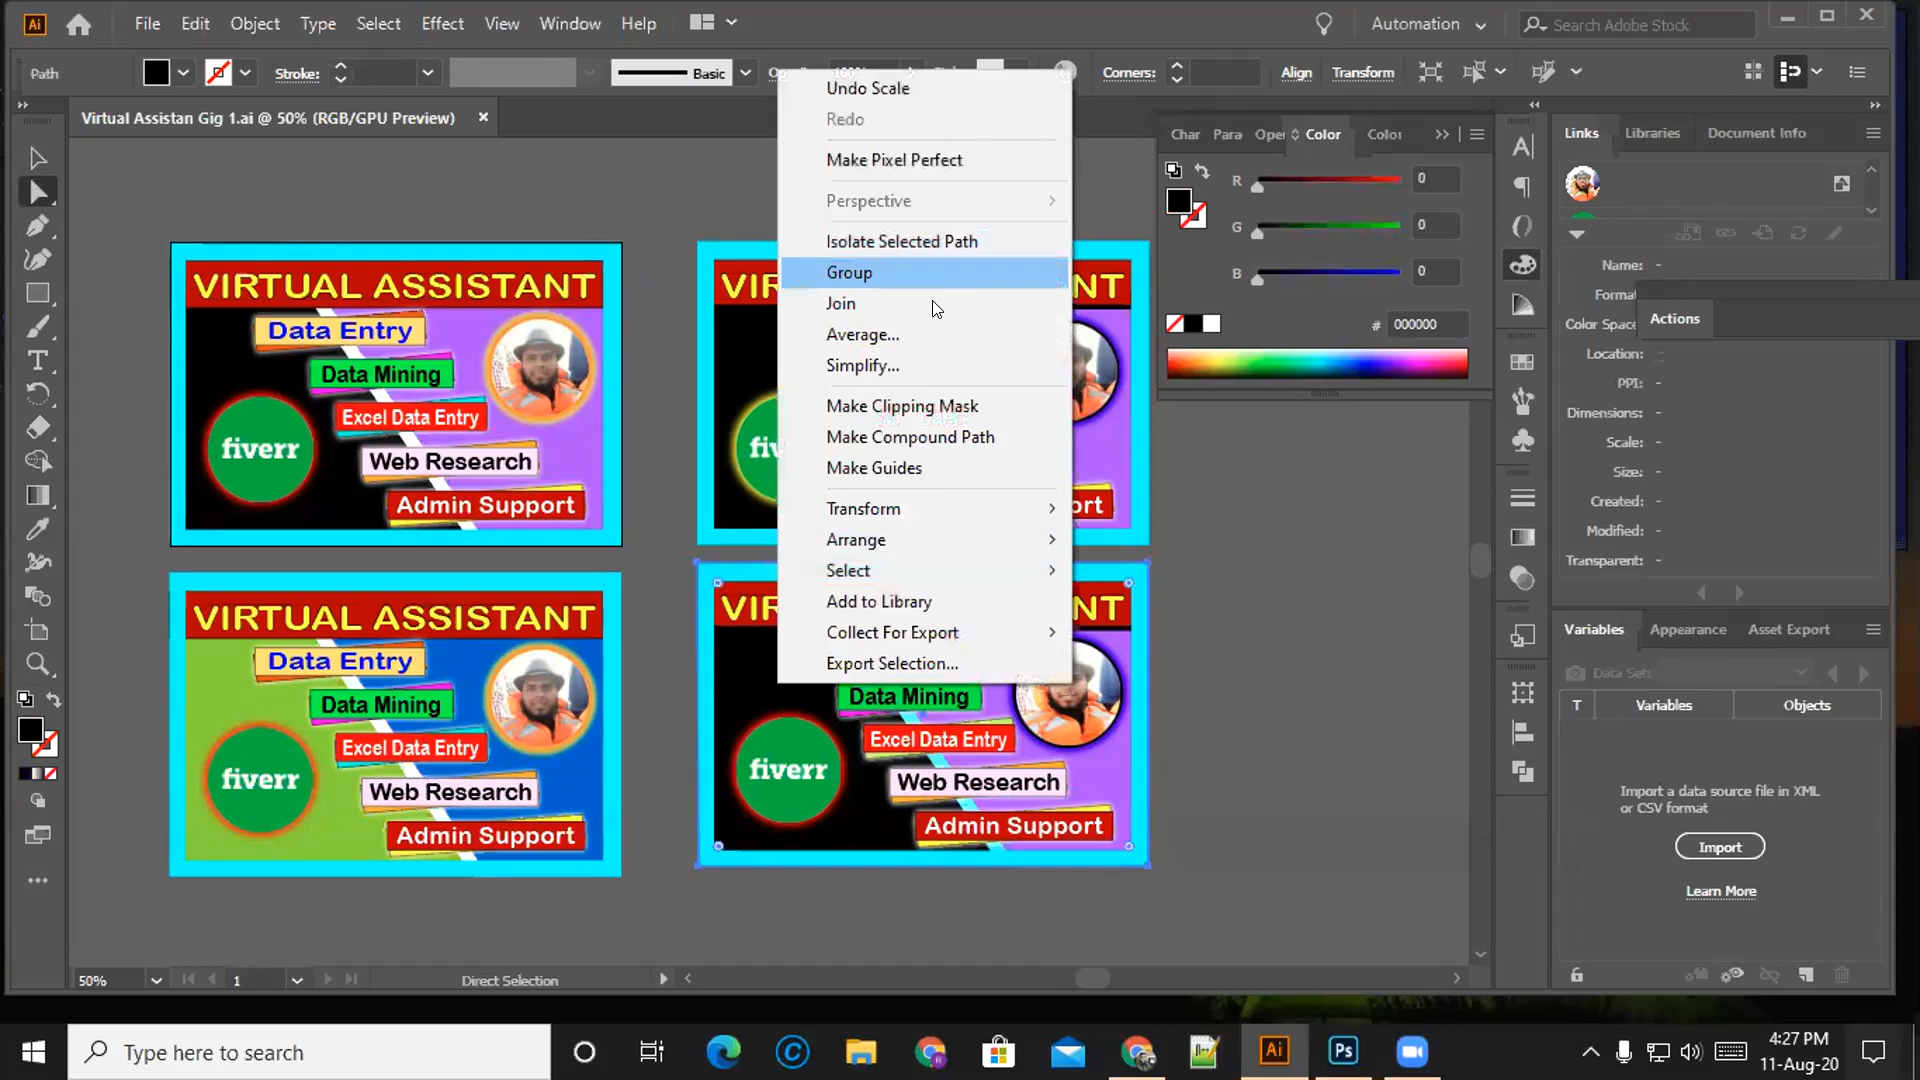 Ai File Edit Object Type Select Effect View Window Help Automation Search Adobe Stock
Path Stroke: Basic 100% Corners: Align Transform
Virtual Assistan Gig 1.ai @ 50% (RGB/GPU Preview) ×
Undo Scale
Redo
Make Pixel Perfect
Perspective
Isolate Selected Path
Group
Join
Average...
Simplify...
Make Clipping Mask
Make Compound Path
Make Guides
Transform
Arrange
Select
Add to Library
Collect For Export
Export Selection...
VIRTUAL ASSISTANT
Data Entry
Data Mining
Excel Data Entry
fiverr
Web Research
Admin Support
VIRTUAL ASSISTANT
Data Entry
Data Mining
Excel Data Entry
fiverr
Web Research
Admin Support
Data Mining
Excel Data Entry
fiverr
Web Research
Admin Support
Char Para Ope Color Color
R 0
G 0
B 0
# 000000
Links Libraries Document Info
Name: -
Format
Actions
Color Space
Location: -
PPI: -
Dimensions: -
Scale: -
Size: -
Created: -
Modified: -
Transparent: -
Variables Appearance Asset Export
Data Set:
T Variables Objects
Import a data source file in XML
or CSV format
Import
Learn More
50% 1 Direct Selection
Type here to search
Ai Ps
4:27 PM
11-Aug-20